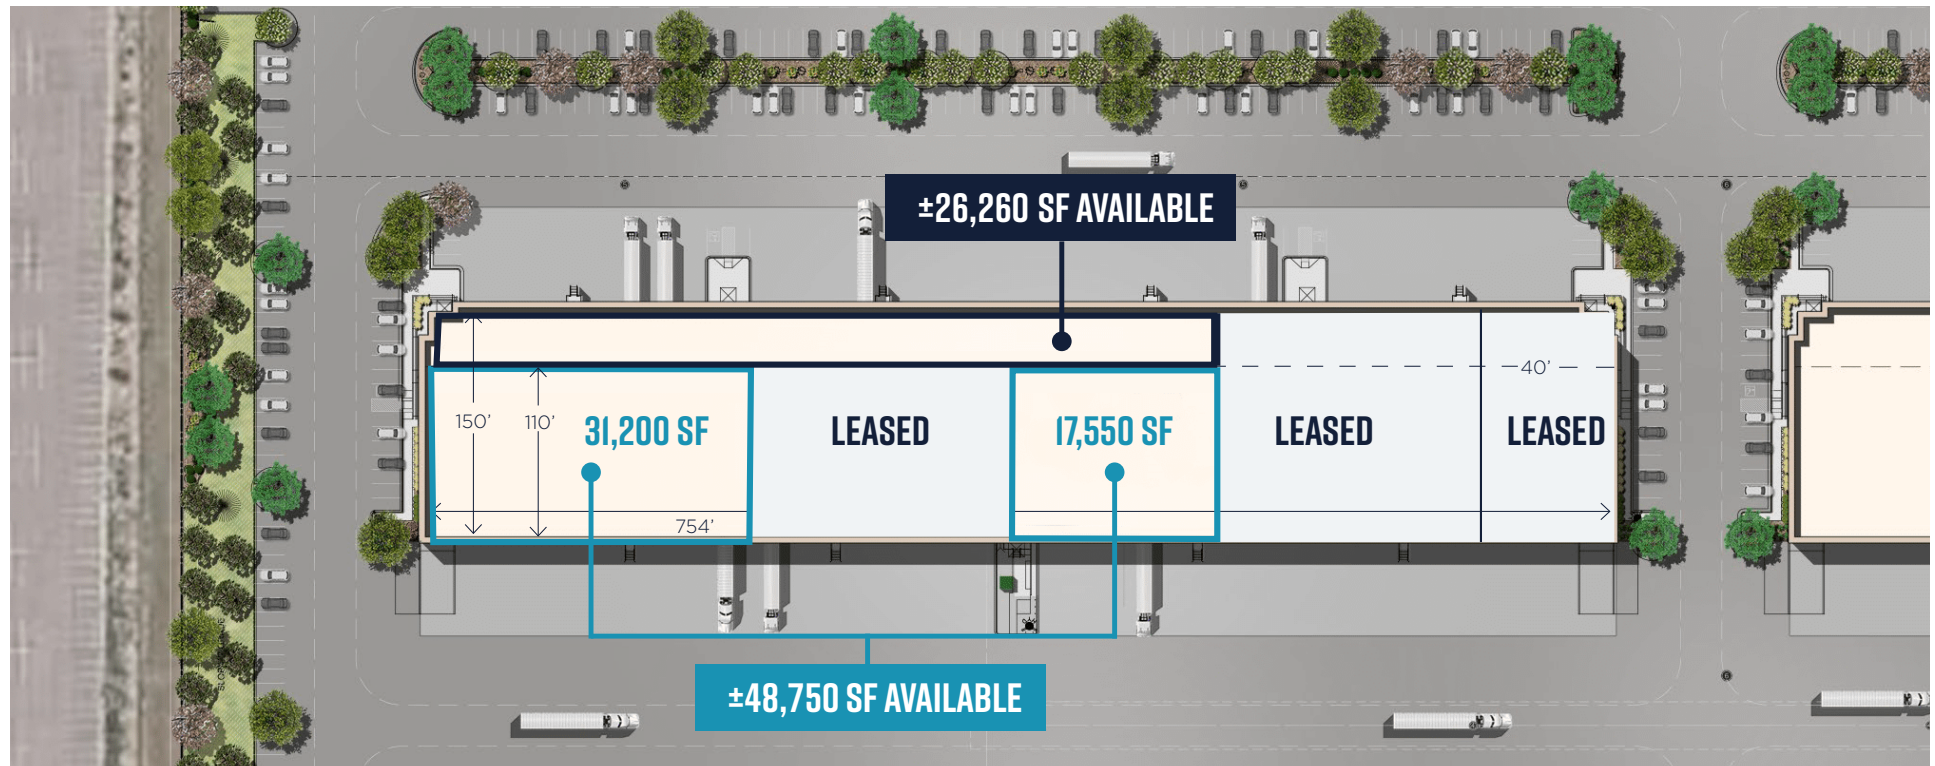 ±26,260 SF AVAILABLE
40'
150'
110'
31,200 SF
LEASED
17,550 SF
LEASED
LEASED
754'
±48,750 SF AVAILABLE